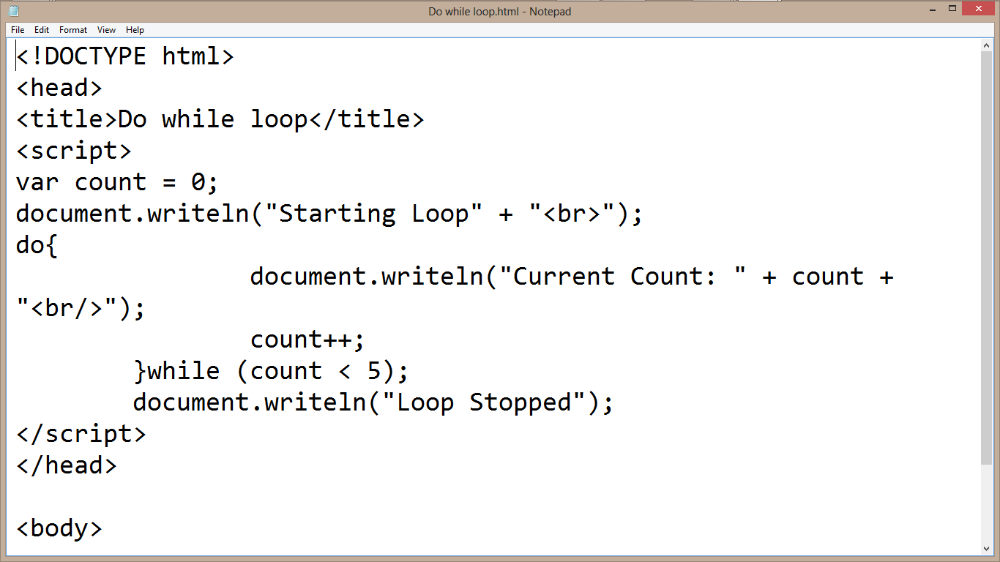 Do while loop.html - Notepad
File Edit Format View Help
<!DOCTYPE html>
<head>
<title>Do while loop</title>
<script>
var count = 0;
document.writeln("Starting Loop" + "<br>");
do{
document.writeln("Current Count: " + count +
"<br/>");
count++;
}while (count < 5);
document.writeln("Loop Stopped");
</script>
</head>
<body>